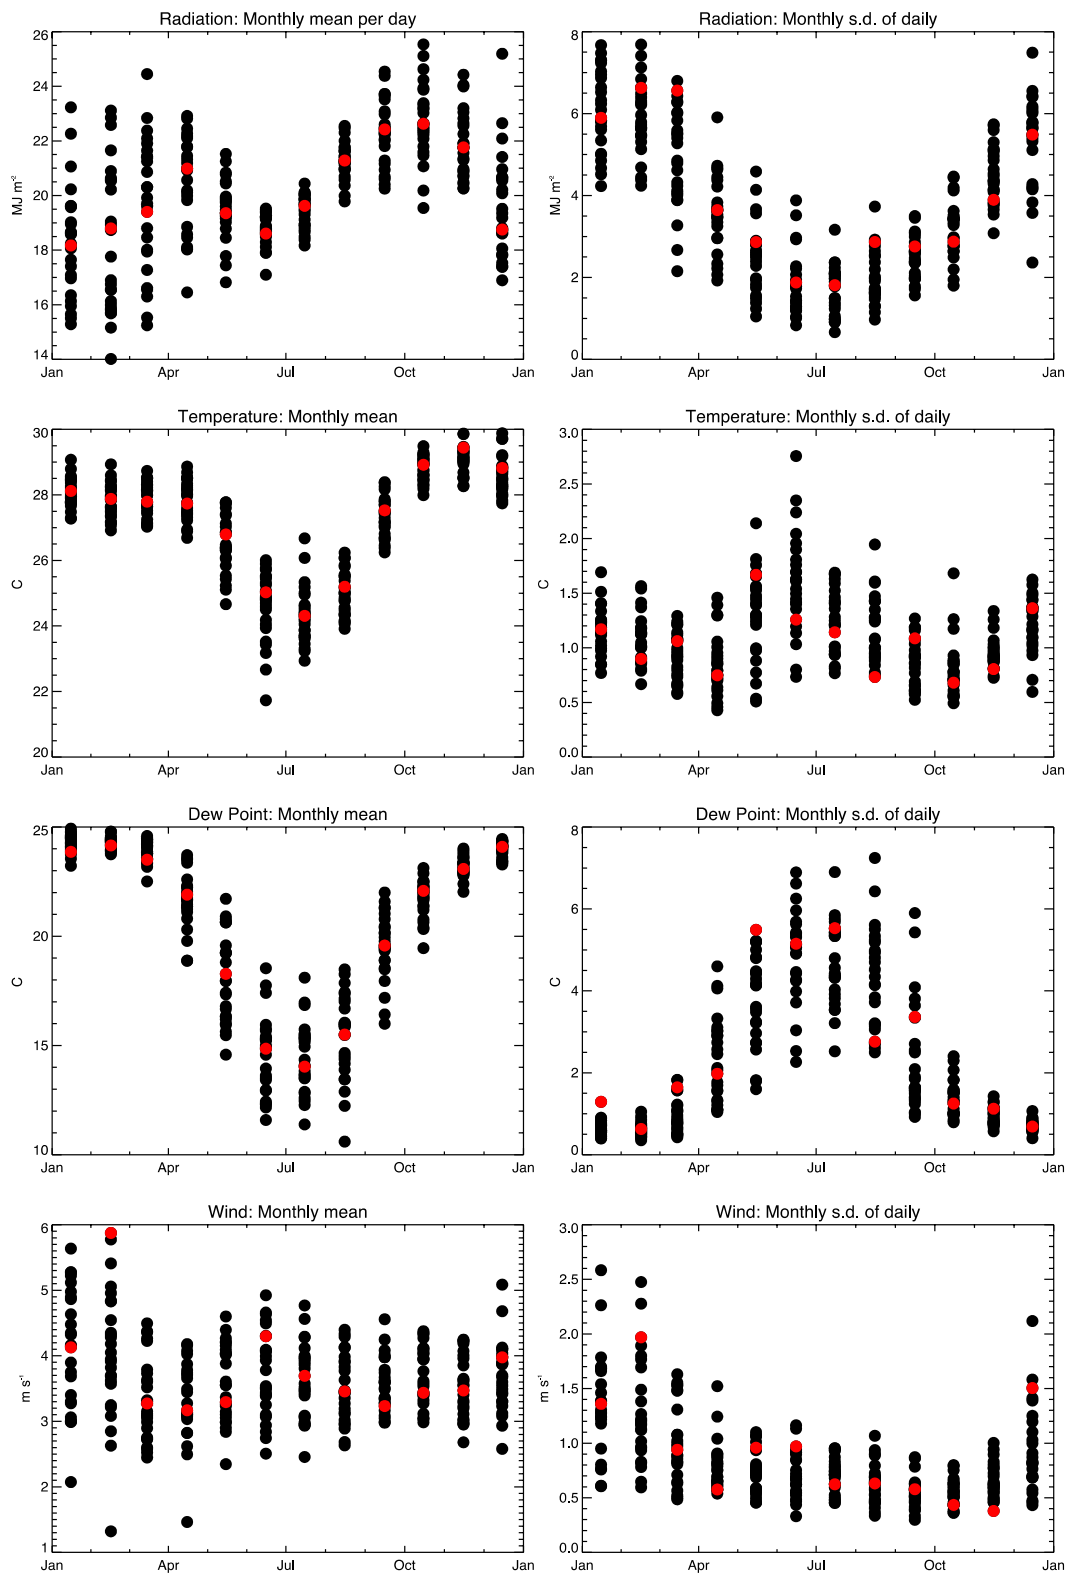 Radiation: Monthly mean per day
26
24
22
20
18
16
14
MJ m⁻²
Jan
Apr
Jul
Oct
Jan
Radiation: Monthly s.d. of daily
8
6
4
2
0
MJ m⁻²
Jan
Apr
Jul
Oct
Jan
Temperature: Monthly mean
30
28
26
24
22
20
C
Jan
Apr
Jul
Oct
Jan
Temperature: Monthly s.d. of daily
3.0
2.5
2.0
1.5
1.0
0.5
0.0
C
Jan
Apr
Jul
Oct
Jan
Dew Point: Monthly mean
25
20
15
10
C
Jan
Apr
Jul
Oct
Jan
Dew Point: Monthly s.d. of daily
8
6
4
2
0
C
Jan
Apr
Jul
Oct
Jan
Wind: Monthly mean
6
5
4
3
2
1
m s⁻¹
Jan
Apr
Jul
Oct
Jan
Wind: Monthly s.d. of daily
3.0
2.5
2.0
1.5
1.0
0.5
0.0
m s⁻¹
Jan
Apr
Jul
Oct
Jan